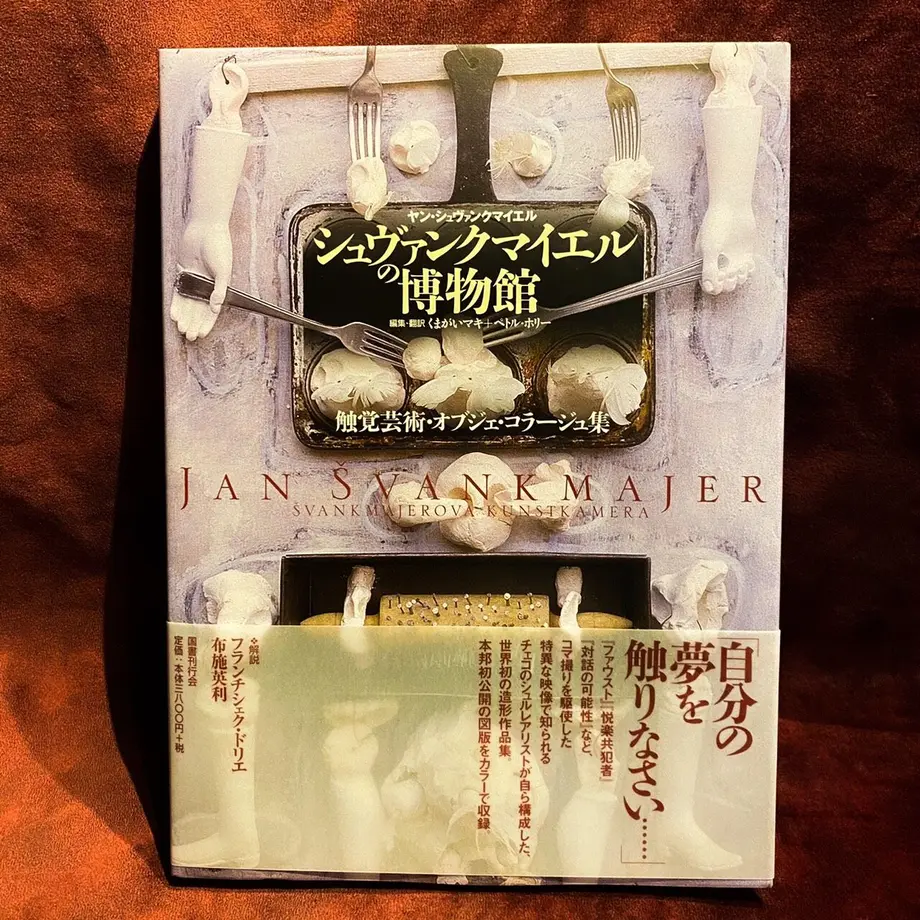 ヤン・シュヴァンクマイエル
シュヴァンクマイエル
の博物館
編集・翻訳 くまがいマキ+ペトル・ホリー
触覚芸術・オブジェ・コラージュ集
JAN ŠVANKMAJER
ŠVANKMAJEROVA KUNSTKAMERA
「自分の
夢を
触りなさい……」
『ファウスト』『悦楽共犯者』
『対話の可能性』など、
コマ撮りを駆使した
特異な映像で知られる
チェコのシュルレアリストが自ら構成した、
世界初の造形作品集。
本邦初公開の図版をカラーで収録
❖解説
フランチシェク・ドリエ
布施英利
国書刊行会
定価:本体三八〇〇円+税